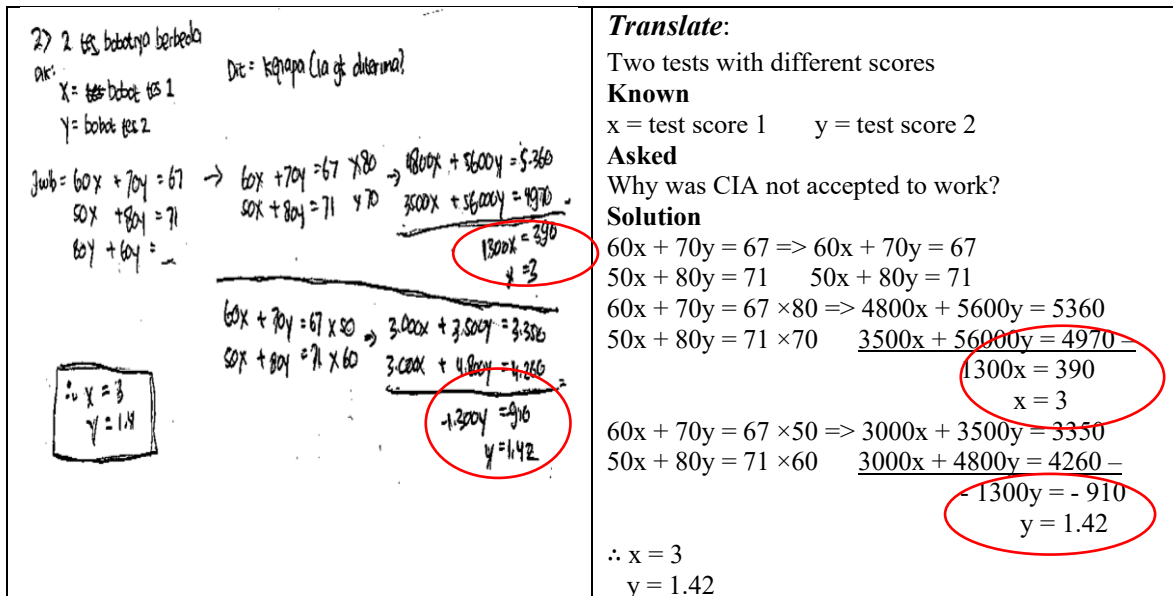 2) 2 tes bobotnya berbeda
Dik:
Dit = Kenapa Cia gk diterima?
X = bobot tes 1
Y = bobot tes 2
Jwb = 60x + 70y = 67 → 60x + 70y = 67 x80 → 4800x + 5600y = 5.360
50x + 80y = 71 50x + 80y = 71 x70 3500x + 56000y = 4970 -
80y + 60y = _
1300x = 390
x = 3
60x + 70y = 67 x 50 → 3.000x + 3.500y = 3.350
50x + 80y = 71 x 60 3.000x + 4.800y = 4.260 =
-1.300y = 910
y = 1,42
∴ x = 3
y = 1.4
Translate:
Two tests with different scores
Known
x = test score 1 y = test score 2
Asked
Why was CIA not accepted to work?
Solution
60x + 70y = 67 => 60x + 70y = 67
50x + 80y = 71 50x + 80y = 71
60x + 70y = 67 ×80 => 4800x + 5600y = 5360
50x + 80y = 71 ×70 3500x + 56000y = 4970 –
1300x = 390
x = 3
60x + 70y = 67 ×50 => 3000x + 3500y = 3350
50x + 80y = 71 ×60 3000x + 4800y = 4260 –
- 1300y = - 910
y = 1.42
∴ x = 3
y = 1.42